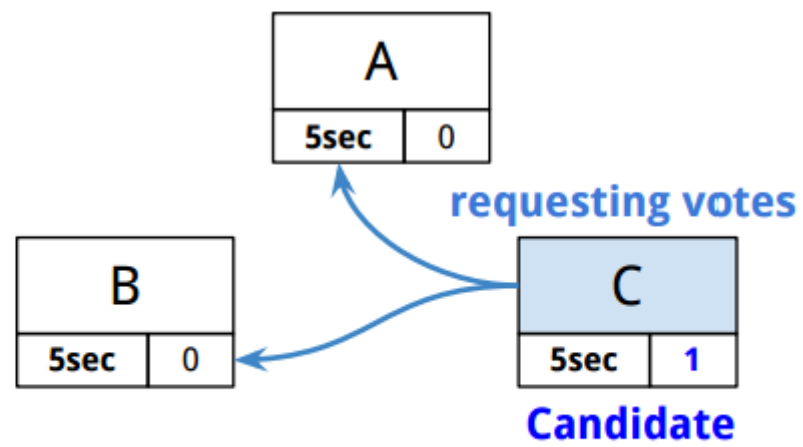 A
5sec 0
requesting votes
B
5sec 0
C
5sec 1
Candidate